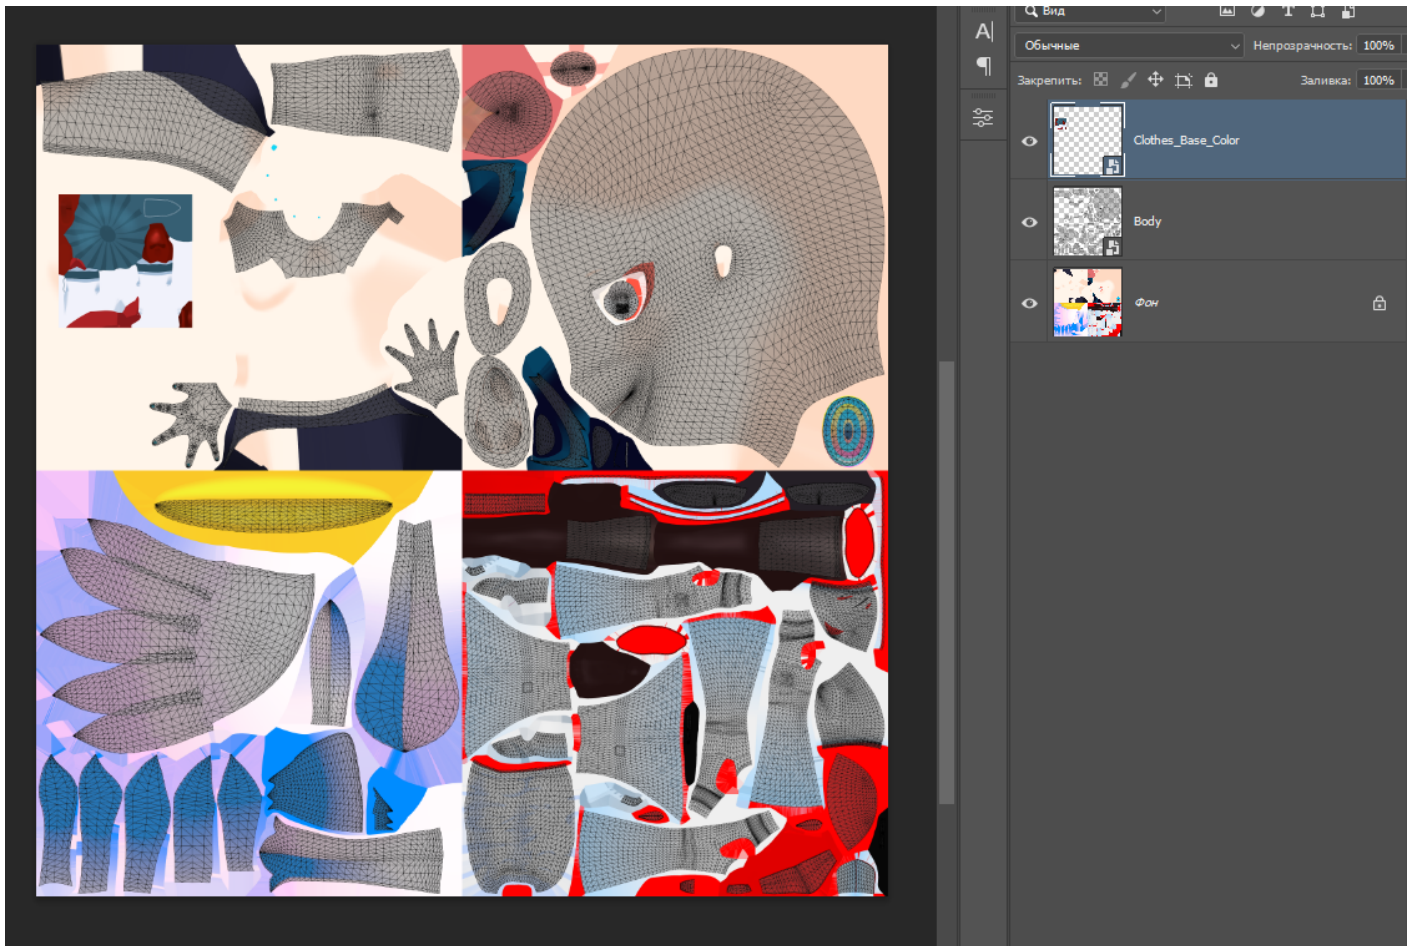 Вид
A|
Обычные
Непрозрачность: 100%
Закрепить:
Заливка: 100%
Clothes_Base_Color
Body
Фон